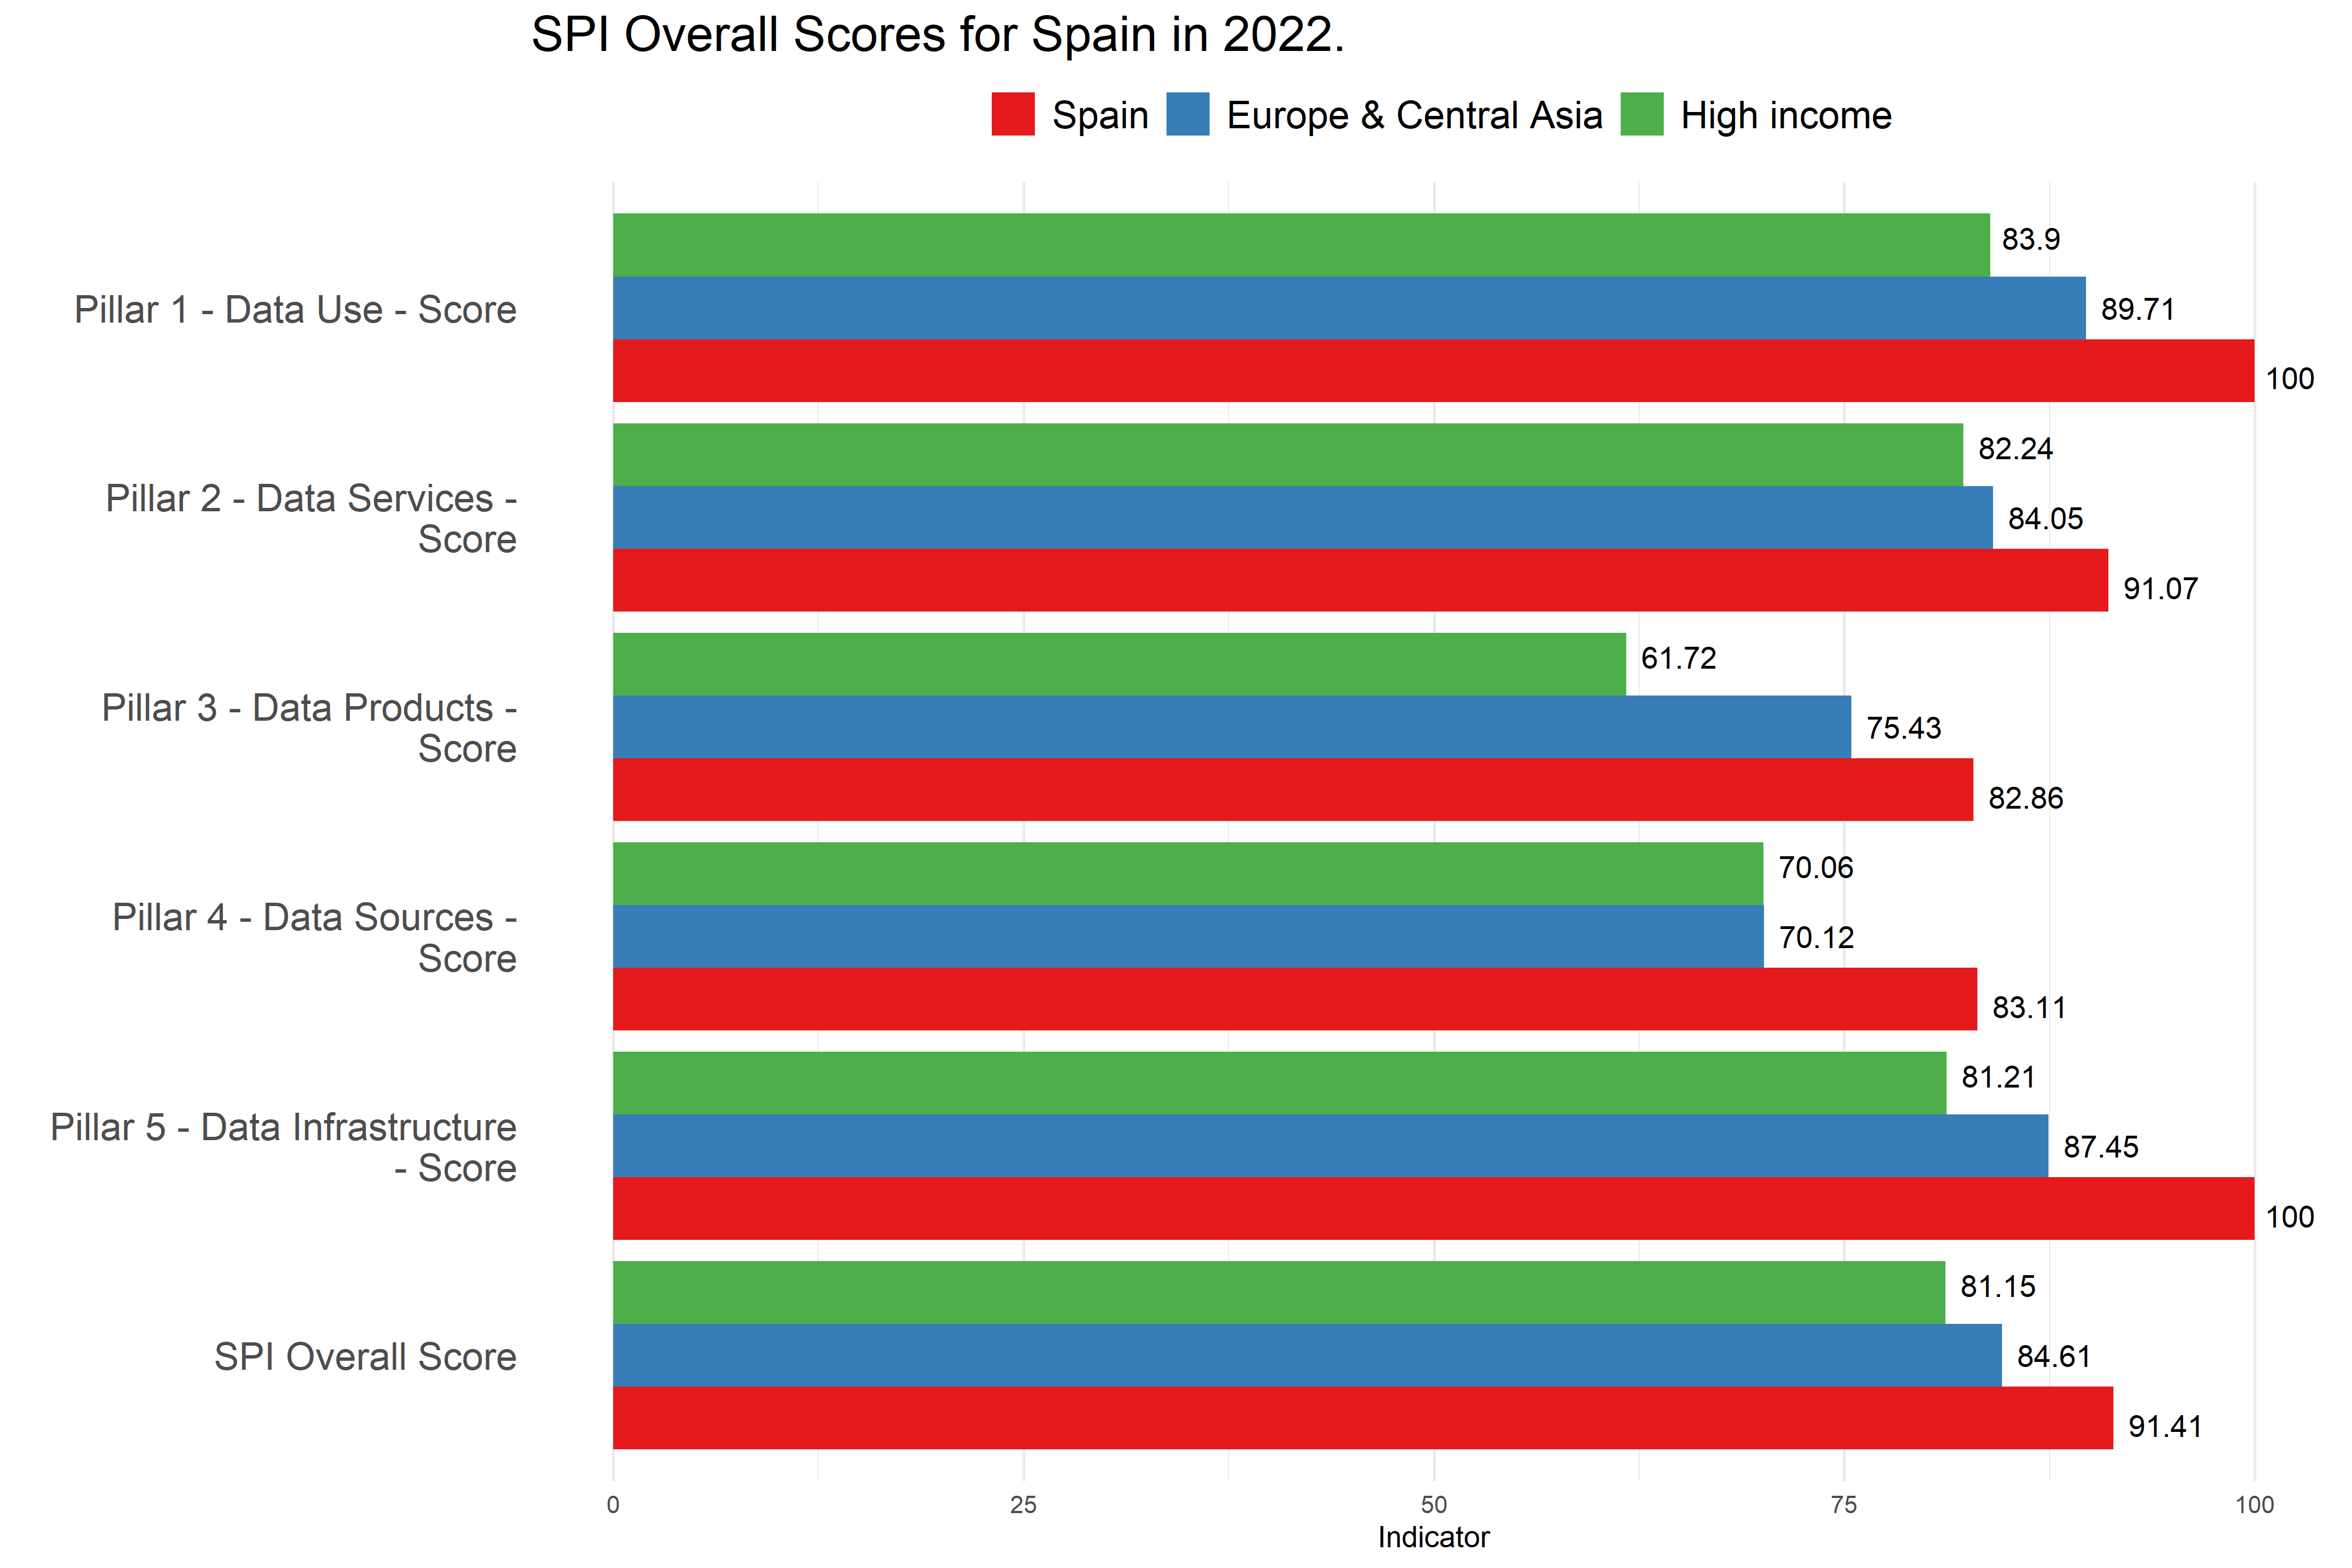 SPI Overall Scores for Spain in 2022.
Spain Europe & Central Asia High income
Pillar 1 - Data Use - Score
83.9
89.71
100
Pillar 2 - Data Services -
Score
82.24
84.05
91.07
Pillar 3 - Data Products -
Score
61.72
75.43
82.86
Pillar 4 - Data Sources -
Score
70.06
70.12
83.11
Pillar 5 - Data Infrastructure
- Score
81.21
87.45
100
SPI Overall Score
81.15
84.61
91.41
0 25 50 75 100
Indicator